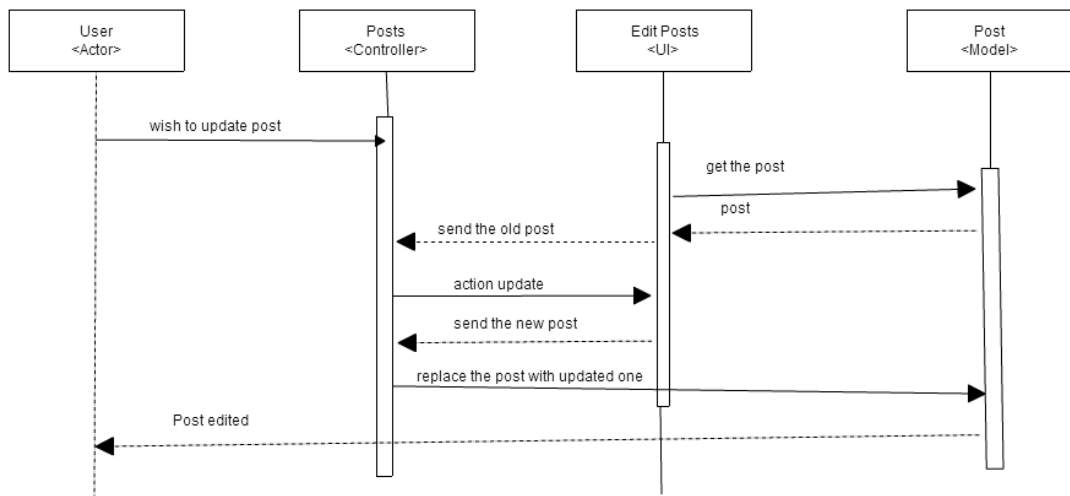 User
<Actor>
Posts
<Controller>
Edit Posts
<UI>
Post
<Model>
wish to update post
get the post
post
send the old post
action update
send the new post
replace the post with updated one
Post edited